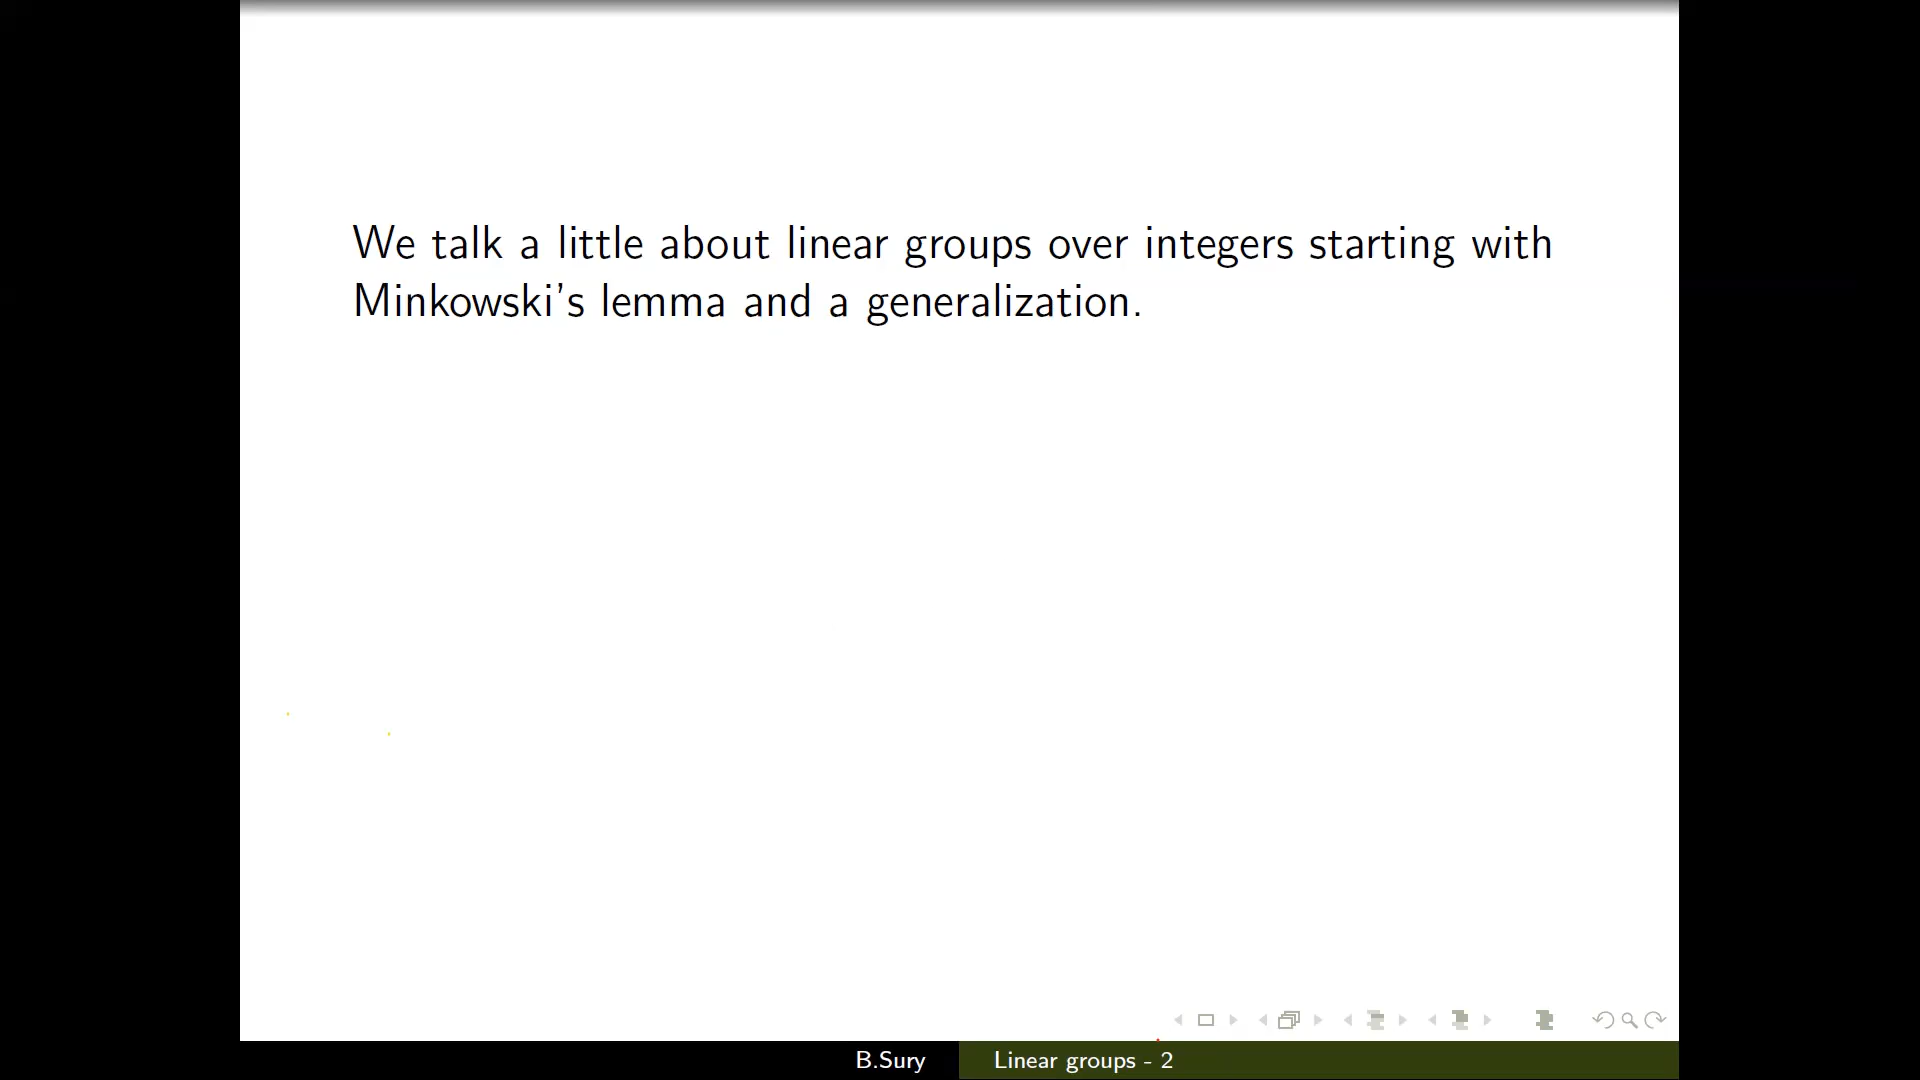 We talk a little about linear groups over integers starting with
Minkowski's lemma and a generalization.
B.Sury
Linear groups - 2